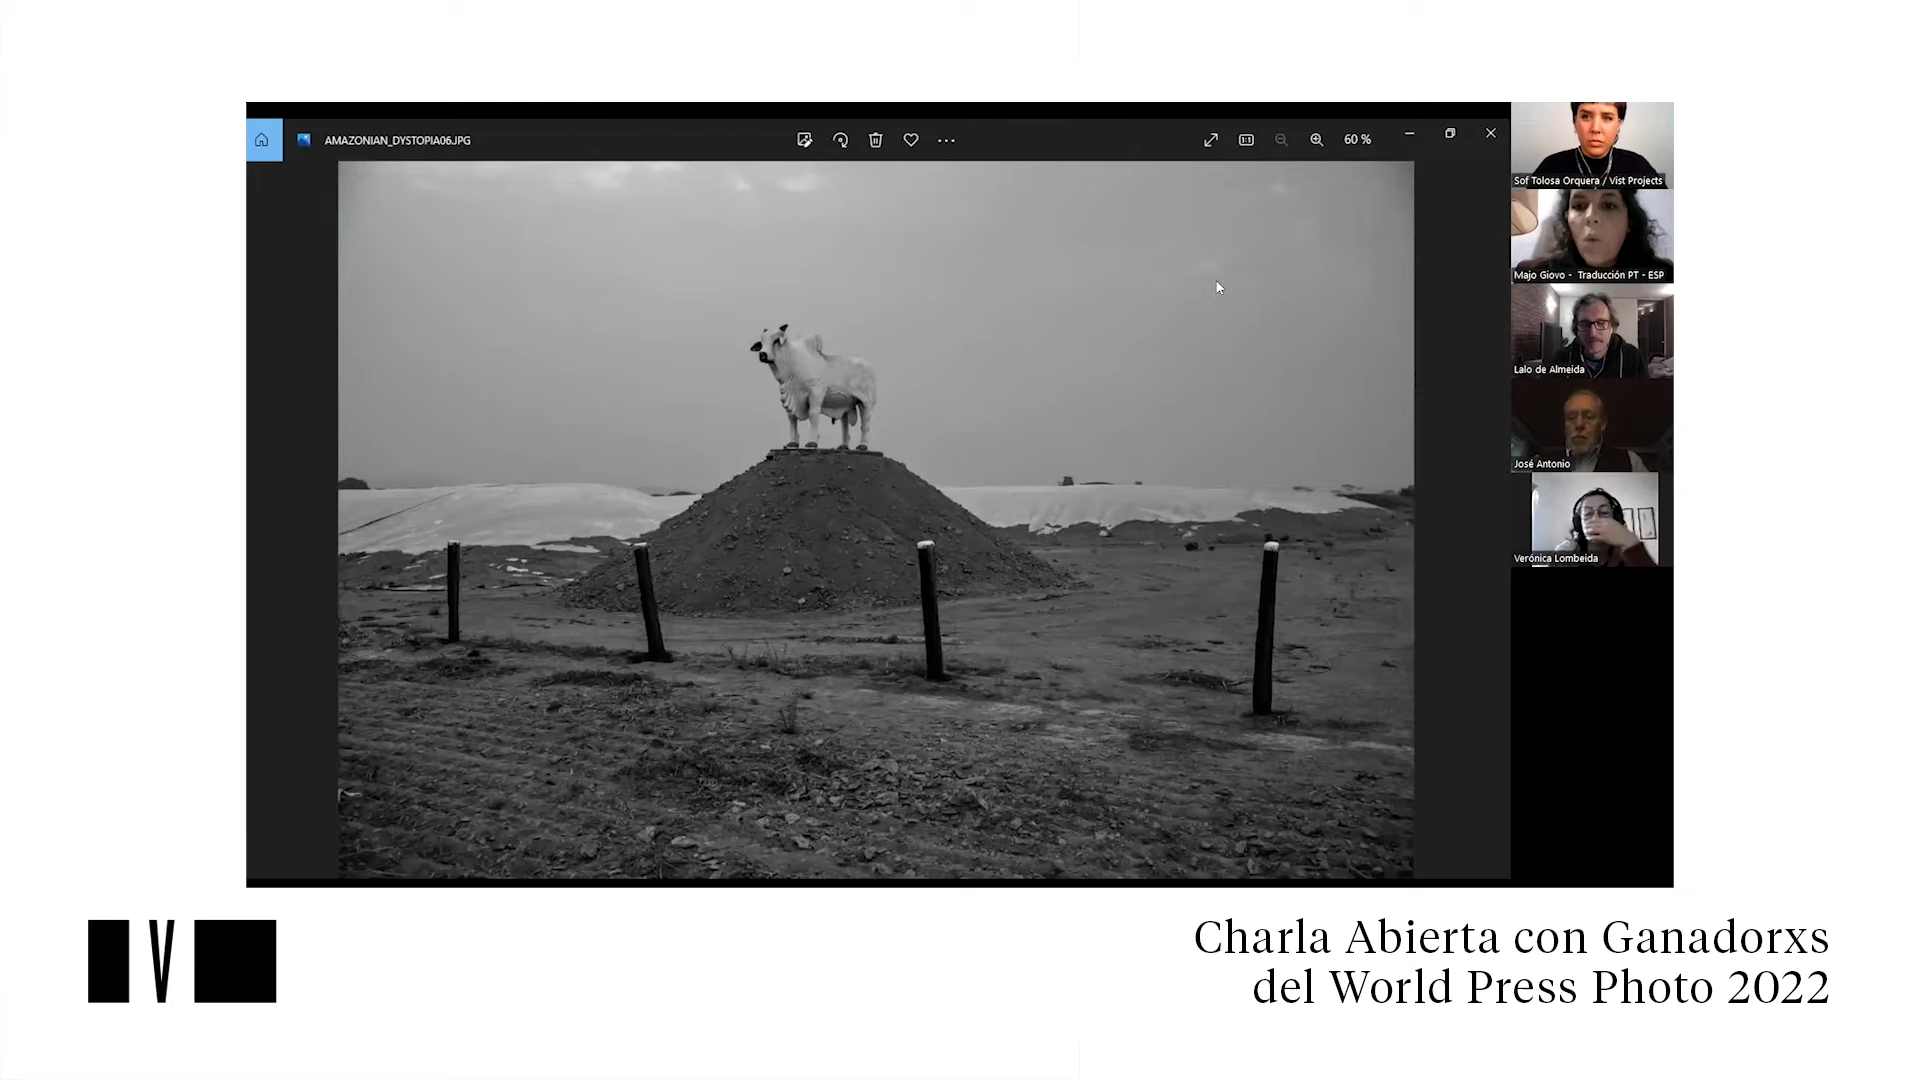 AMAZONIAN_DYSTOPIA06.JPG
60 %
Sof Tolosa Orquera / Vist Projects
Majo Giovo - Traducción PT - ESP
Lalo de Almeida
José Antonio
Verónica Lombeida
V
Charla Abierta con Ganadorxs
del World Press Photo 2022